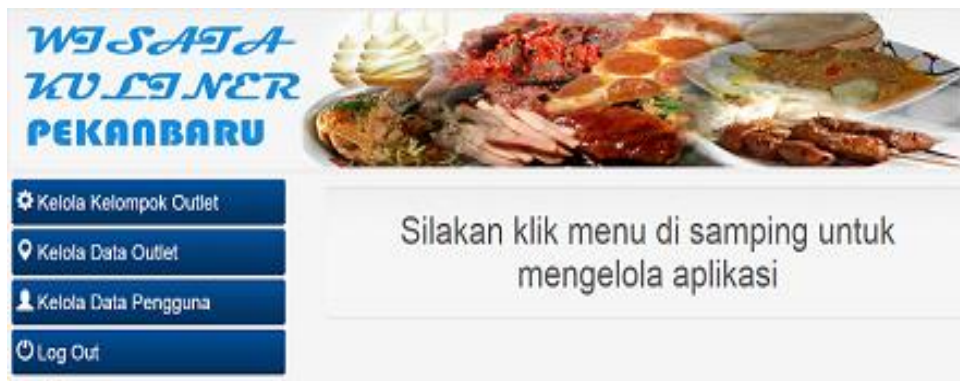 WISATA
KULINER
PEKANBARU
Kelola Kelompok Outlet
Kelola Data Outlet
Kelola Data Pengguna
Log Out
Silakan klik menu di samping untuk
mengelola aplikasi